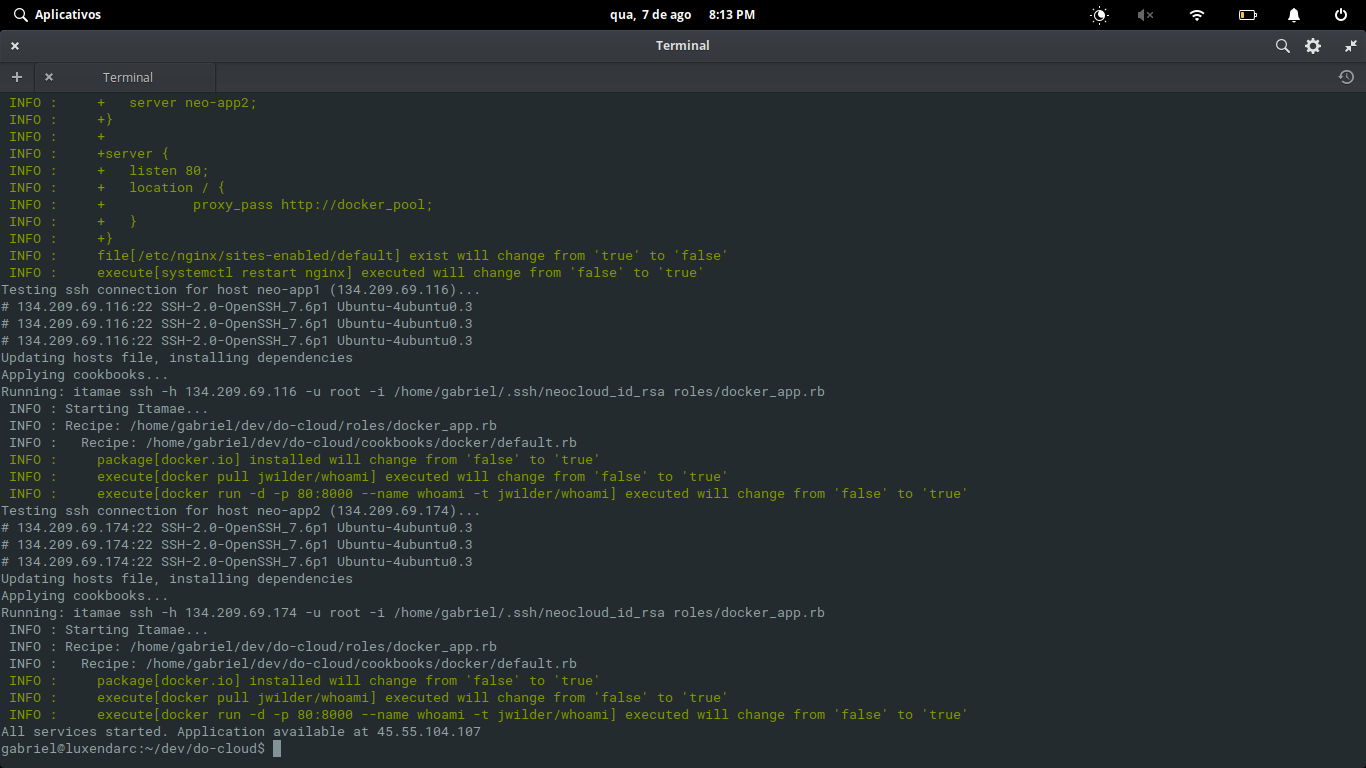 Aplicativos
qua, 7 de ago 8:13 PM
Terminal
Terminal
INFO :     +   server neo-app2;
INFO :     +}
INFO :     +
INFO :     +server {
INFO :     +   listen 80;
INFO :     +   location / {
INFO :     +           proxy_pass http://docker_pool;
INFO :     +   }
INFO :     +}
INFO :     file[/etc/nginx/sites-enabled/default] exist will change from 'true' to 'false'
INFO :     execute[systemctl restart nginx] executed will change from 'false' to 'true'
Testing ssh connection for host neo-app1 (134.209.69.116)...
# 134.209.69.116:22 SSH-2.0-OpenSSH_7.6p1 Ubuntu-4ubuntu0.3
# 134.209.69.116:22 SSH-2.0-OpenSSH_7.6p1 Ubuntu-4ubuntu0.3
# 134.209.69.116:22 SSH-2.0-OpenSSH_7.6p1 Ubuntu-4ubuntu0.3
Updating hosts file, installing dependencies
Applying cookbooks...
Running: itamae ssh -h 134.209.69.116 -u root -i /home/gabriel/.ssh/neocloud_id_rsa roles/docker_app.rb
INFO : Starting Itamae...
INFO : Recipe: /home/gabriel/dev/do-cloud/roles/docker_app.rb
INFO :   Recipe: /home/gabriel/dev/do-cloud/cookbooks/docker/default.rb
INFO :     package[docker.io] installed will change from 'false' to 'true'
INFO :     execute[docker pull jwilder/whoami] executed will change from 'false' to 'true'
INFO :     execute[docker run -d -p 80:8000 --name whoami -t jwilder/whoami] executed will change from 'false' to 'true'
Testing ssh connection for host neo-app2 (134.209.69.174)...
# 134.209.69.174:22 SSH-2.0-OpenSSH_7.6p1 Ubuntu-4ubuntu0.3
# 134.209.69.174:22 SSH-2.0-OpenSSH_7.6p1 Ubuntu-4ubuntu0.3
# 134.209.69.174:22 SSH-2.0-OpenSSH_7.6p1 Ubuntu-4ubuntu0.3
Updating hosts file, installing dependencies
Applying cookbooks...
Running: itamae ssh -h 134.209.69.174 -u root -i /home/gabriel/.ssh/neocloud_id_rsa roles/docker_app.rb
INFO : Starting Itamae...
INFO : Recipe: /home/gabriel/dev/do-cloud/roles/docker_app.rb
INFO :   Recipe: /home/gabriel/dev/do-cloud/cookbooks/docker/default.rb
INFO :     package[docker.io] installed will change from 'false' to 'true'
INFO :     execute[docker pull jwilder/whoami] executed will change from 'false' to 'true'
INFO :     execute[docker run -d -p 80:8000 --name whoami -t jwilder/whoami] executed will change from 'false' to 'true'
All services started. Application available at 45.55.104.107
gabriel@luxendarc:~/dev/do-cloud$